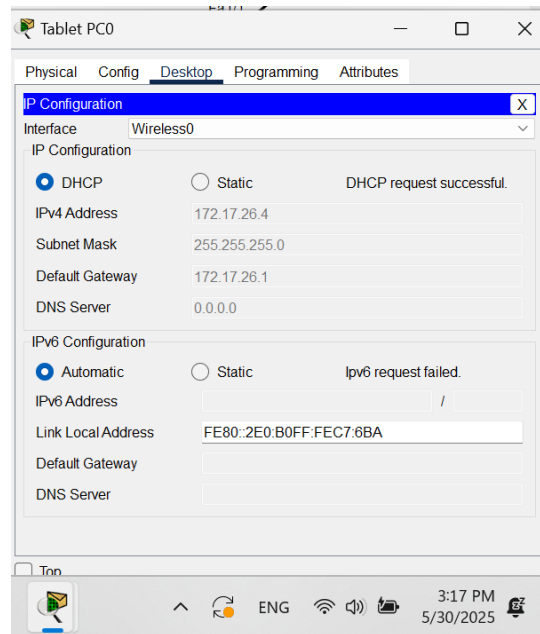 Tablet PC0
Physical Config Desktop Programming Attributes
IP Configuration X
Interface Wireless0
IP Configuration
DHCP Static DHCP request successful.
IPv4 Address 172.17.26.4
Subnet Mask 255.255.255.0
Default Gateway 172.17.26.1
DNS Server 0.0.0.0
IPv6 Configuration
Automatic Static Ipv6 request failed.
IPv6 Address /
Link Local Address FE80::2E0:B0FF:FEC7:6BA
Default Gateway
DNS Server
Top
ENG 3:17 PM
5/30/2025